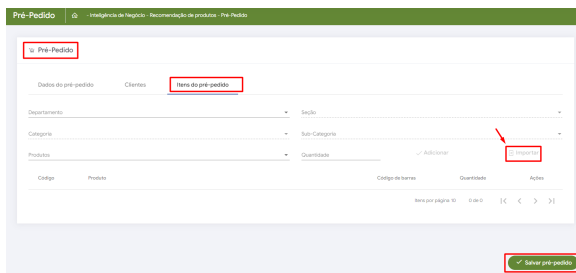 Pré-Pedido - Inteligência de Negócio - Recomendação de produtos - Pré-Pedido
Pré-Pedido
Dados do pré-pedido Clientes Itens do pré-pedido
Departamento Seção
Categoria Sub-Categoria
Produtos Quantidade Adicionar Importar
Código Produto Código de barras Quantidade Ações
Itens por página 10 0 de 0
Salvar pré-pedido